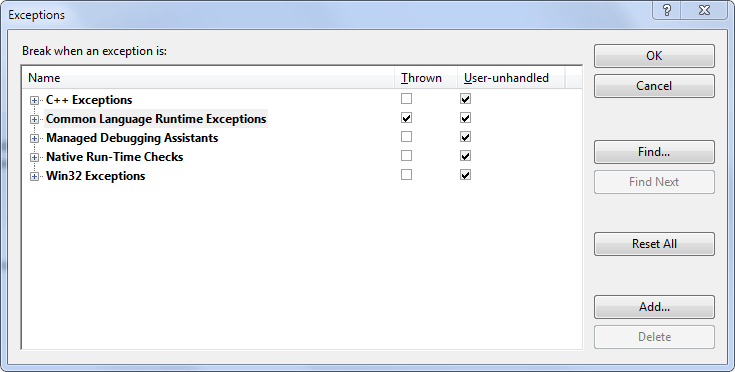 Exceptions
Break when an exception is:
Name Thrown User-unhandled
C++ Exceptions
Common Language Runtime Exceptions
Managed Debugging Assistants
Native Run-Time Checks
Win32 Exceptions
OK
Cancel
Find...
Find Next
Reset All
Add...
Delete